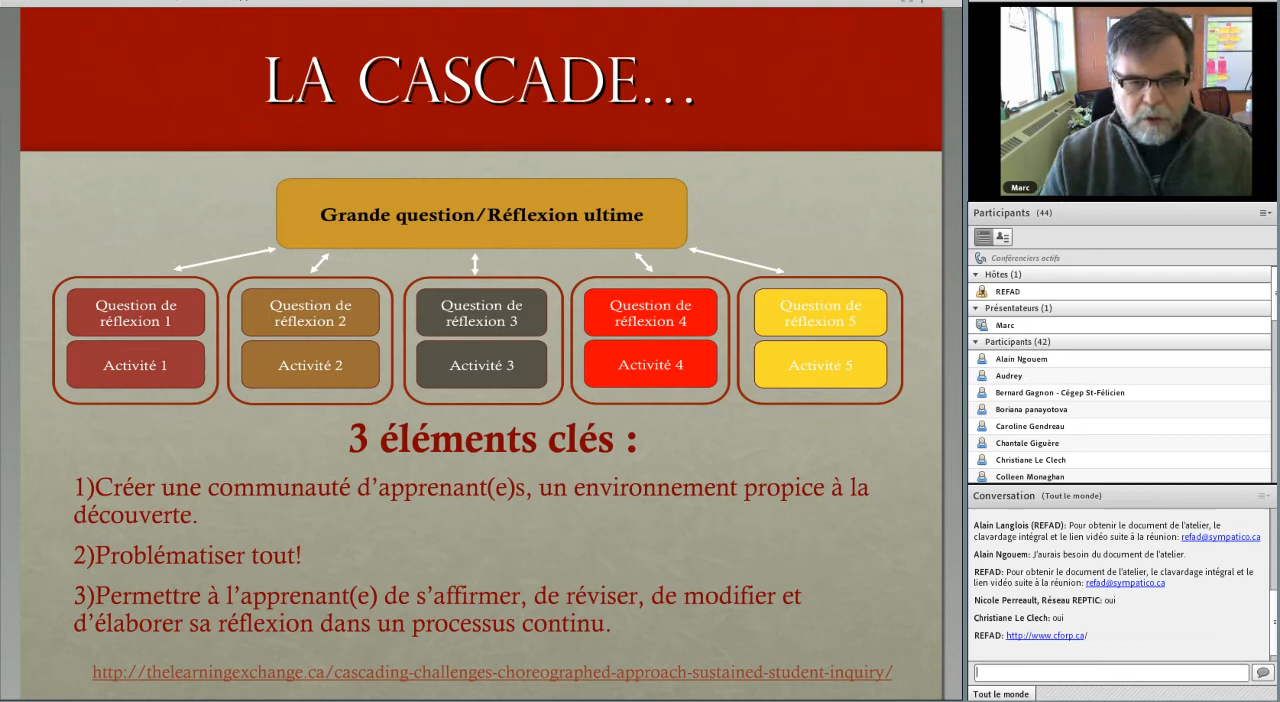 LA CASCADE...
Grande question/Réflexion ultime
Question de
réflexion 1
Activité 1
Question de
réflexion 2
Activité 2
Question de
réflexion 3
Activité 3
Question de
réflexion 4
Activité 4
Question de
réflexion 5
Activité 5
3 éléments clés :
1)Créer une communauté d'apprenant(e)s, un environnement propice à la
découverte.
2)Problématiser tout!
3)Permettre à l'apprenant(e) de s'affirmer, de réviser, de modifier et
d'élaborer sa réflexion dans un processus continu.
http://thelearningexchange.ca/cascading-challenges-choreographed-approach-sustained-student-inquiry/
Marc
Participants (44)
Conférenciers actifs
Hôtes (1)
REFAD
Présentateurs (1)
Marc
Participants (42)
Alain Ngouem
Audrey
Bernard Gagnon - Cégep St-Félicien
Boriana panayotova
Caroline Gendreau
Chantale Giguère
Christiane Le Clech
Colleen Monaghan
Conversation (Tout le monde)
Alain Langlois (REFAD): Pour obtenir le document de l'atelier, le
clavardage intégral et le lien vidéo suite à la réunion: refad@sympatico.ca
Alain Ngouem: J'aurais besoin du document de l'atelier.
REFAD: Pour obtenir le document de l'atelier, le clavardage intégral et le
lien vidéo suite à la réunion: refad@sympatico.ca
Nicole Perreault, Réseau REPTIC: oui
Christiane Le Clech: oui
REFAD: http://www.cforp.ca/
Tout le monde